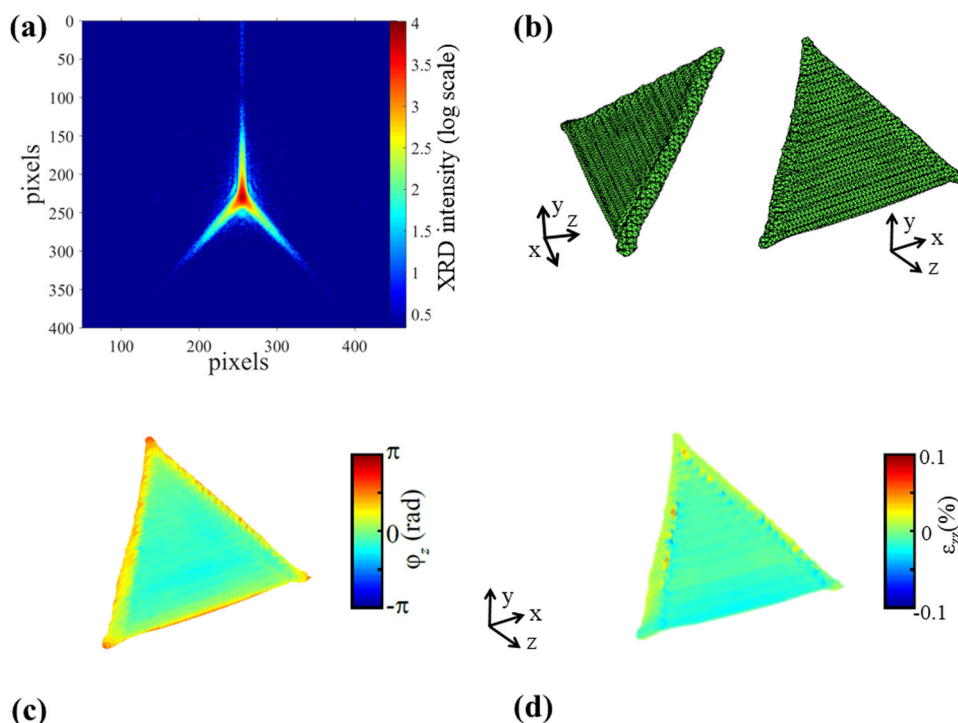 (a)
0
50
100
150
200
250
300
350
400
pixels
100
200
300
400
pixels
4
3.5
3
2.5
2
1.5
1
0.5
XRD intensity (log scale)
(b)
y
z
x
y
x
z
π
0
-π
φz (rad)
y
x
z
0.1
0
-0.1
εzz(%)
(c)
(d)